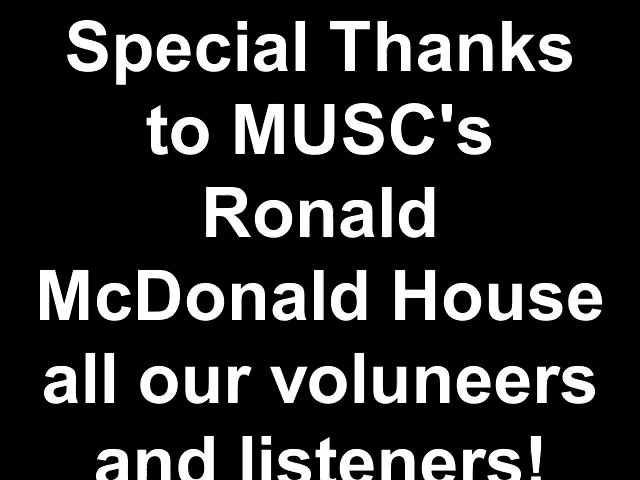 Special Thanks
to MUSC's
Ronald
McDonald House
all our voluneers
and listeners!